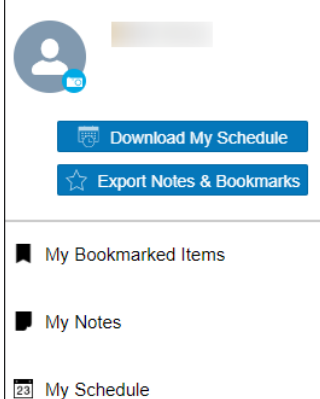 Download My Schedule
Export Notes & Bookmarks
My Bookmarked Items
My Notes
23 My Schedule